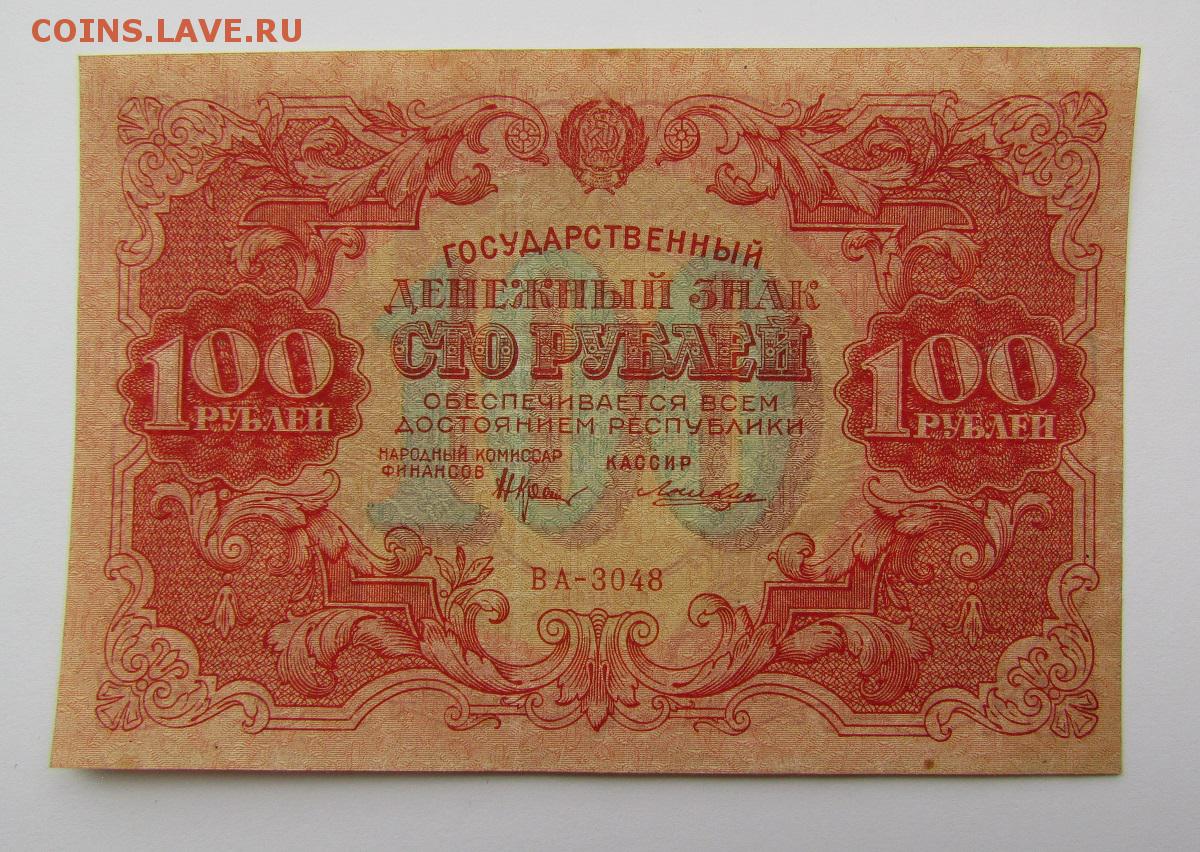 COINS.LAVE.RU
ГОСУДАРСТВЕННЫЙ
ДЕНЕЖНЫЙ ЗНАК
СТО РУБЛЕЙ
100
РУБЛЕЙ
100
100
РУБЛЕЙ
ОБЕСПЕЧИВАЕТСЯ ВСЕМ
ДОСТОЯНИЕМ РЕСПУБЛИКИ
НАРОДНЫЙ КОМИССАР
ФИНАНСОВ
КАССИР
ВА-3048